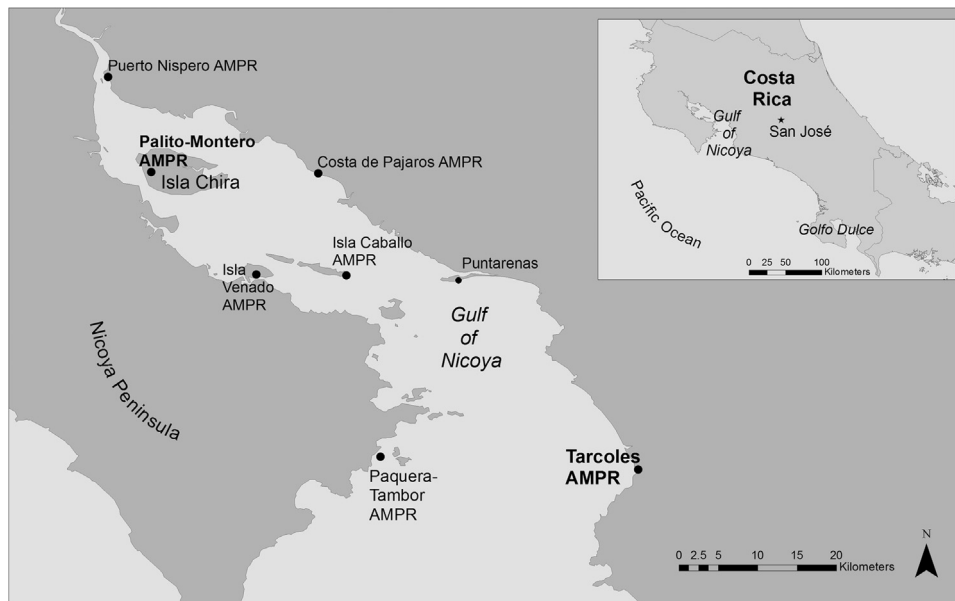 Puerto Nispero AMPR
Palito-Montero
AMPR
Isla Chira
Costa de Pajaros AMPR
Isla Caballo
AMPR
Isla
Venado
AMPR
Puntarenas
Gulf
of
Nicoya
Nicoya Peninsula
Paquera-
Tambor
AMPR
Tarcoles
AMPR
0 2.5 5 10 15 20
Kilometers
N
Costa
Rica
San José
Gulf
of
Nicoya
Pacific Ocean
Golfo Dulce
0 25 50 100
Kilometers